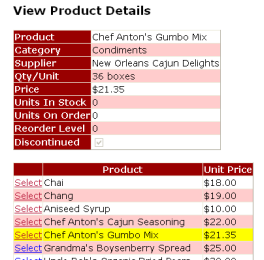 View Product Details
Product Chef Anton's Gumbo Mix
Category Condiments
Supplier New Orleans Cajun Delights
Qty/Unit 36 boxes
Price $21.35
Units In Stock 0
Units On Order 0
Reorder Level 0
Discontinued
Product Unit Price
Select Chai $18.00
Select Chang $19.00
Select Aniseed Syrup $10.00
Select Chef Anton's Cajun Seasoning $22.00
Select Chef Anton's Gumbo Mix $21.35
Select Grandma's Boysenberry Spread $25.00